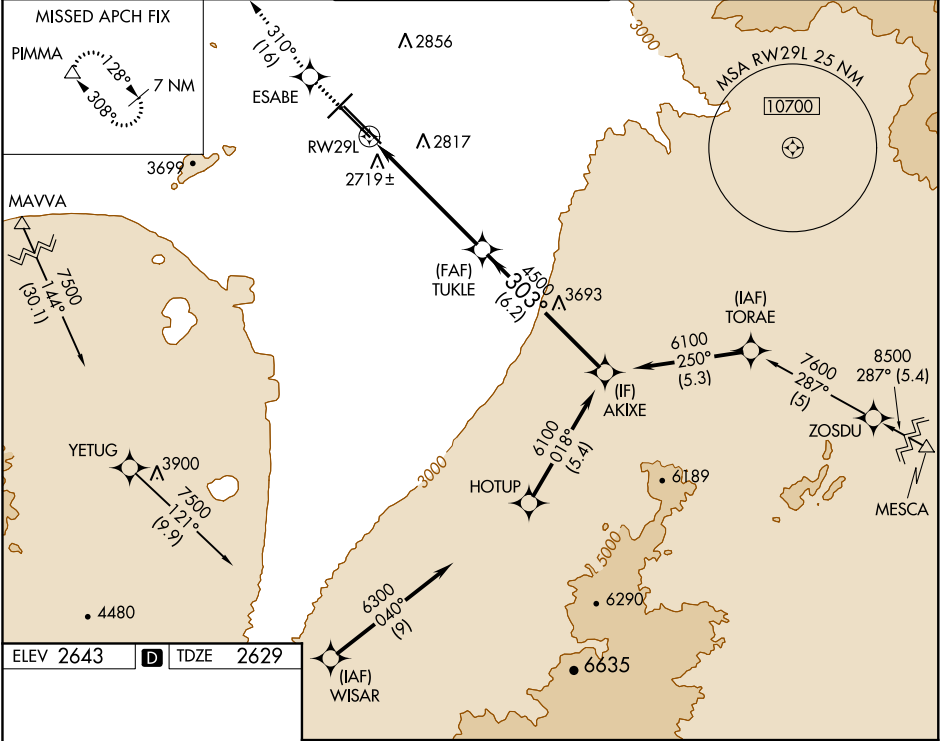 MISSED APCH FIX
PIMMA
128°
308°
7 NM
310°
(16)
ESABE
2856
3000
MSA RW29L 25 NM
10700
RW29L
2817
2719±
3699
MAVVA
7500
144°
(30.1)
(FAF)
TUKLE
4500
303°
(6.2)
3693
(IAF)
TORAE
6100
250°
(5.3)
7600
287°
(5)
8500
287° (5.4)
(IF)
AKIXE
ZOSDU
MESCA
6100
018°
(5.4)
YETUG
3900
7500
121°
(9.9)
3000
HOTUP
6189
5000
4480
6300
040°
(9)
6290
6635
(IAF)
WISAR
ELEV 2643 D TDZE 2629